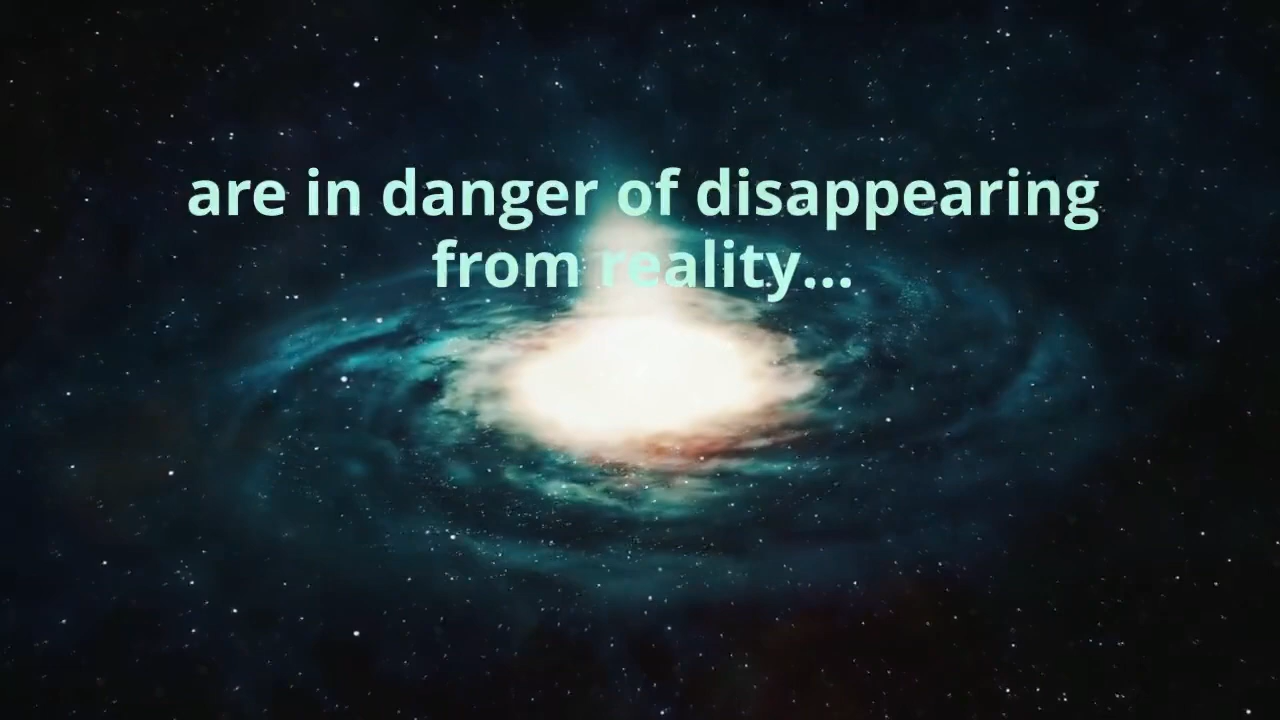 are in danger of disappearing
from reality...